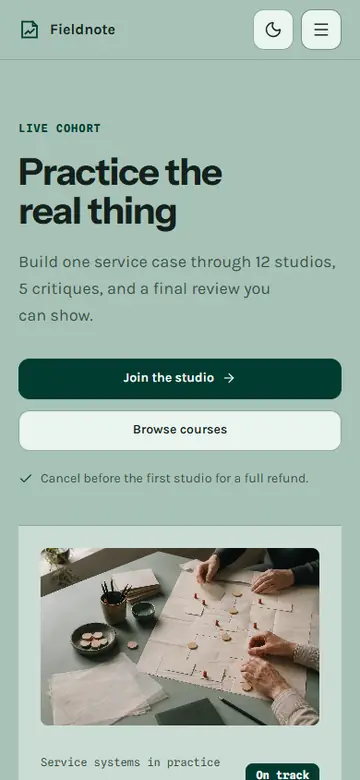 Fieldnote
LIVE COHORT
Practice the
real thing
Build one service case through 12 studios,
5 critiques, and a final review you
can show.
Join the studio
Browse courses
Cancel before the first studio for a full refund.
Service systems in practice
On track